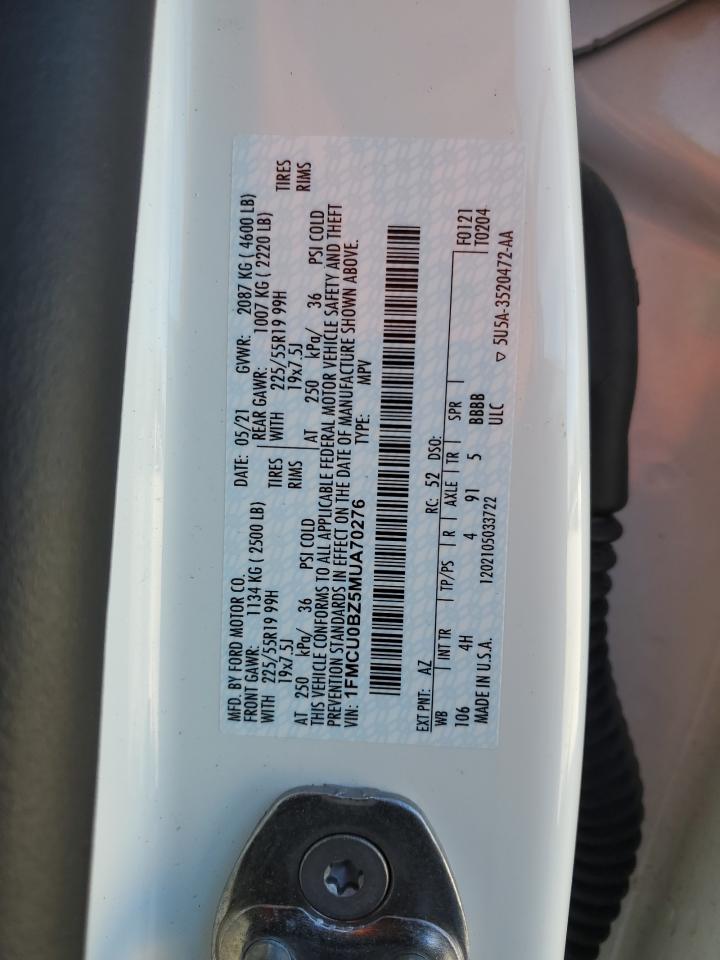 MFD. BY FORD MOTOR CO.
DATE: 05/21 GVWR: 2087 KG ( 4600 LB)
FRONT GAWR: 1134 KG ( 2500 LB) REAR GAWR: 1007 KG ( 2220 LB)
WITH 225/55R19 99H TIRES WITH 225/55R19 99H TIRES
19x7.5J RIMS 19x7.5J RIMS
AT 250 kPa/ 36 PSI COLD AT 250 kPa/ 36 PSI COLD
THIS VEHICLE CONFORMS TO ALL APPLICABLE FEDERAL MOTOR VEHICLE SAFETY AND THEFT
PREVENTION STANDARDS IN EFFECT ON THE DATE OF MANUFACTURE SHOWN ABOVE.
VIN: 1FMCU0BZ5MUA70276 TYPE: MPV
EXT PNT: AZ RC: 52 DSO:
WB INT TR TP/PS R AXLE TR SPR F0121
106 4H 4 91 5 BBBB T0204
MADE IN U.S.A. 1202105033722 ULC
▽ 5U5A-3520472-AA